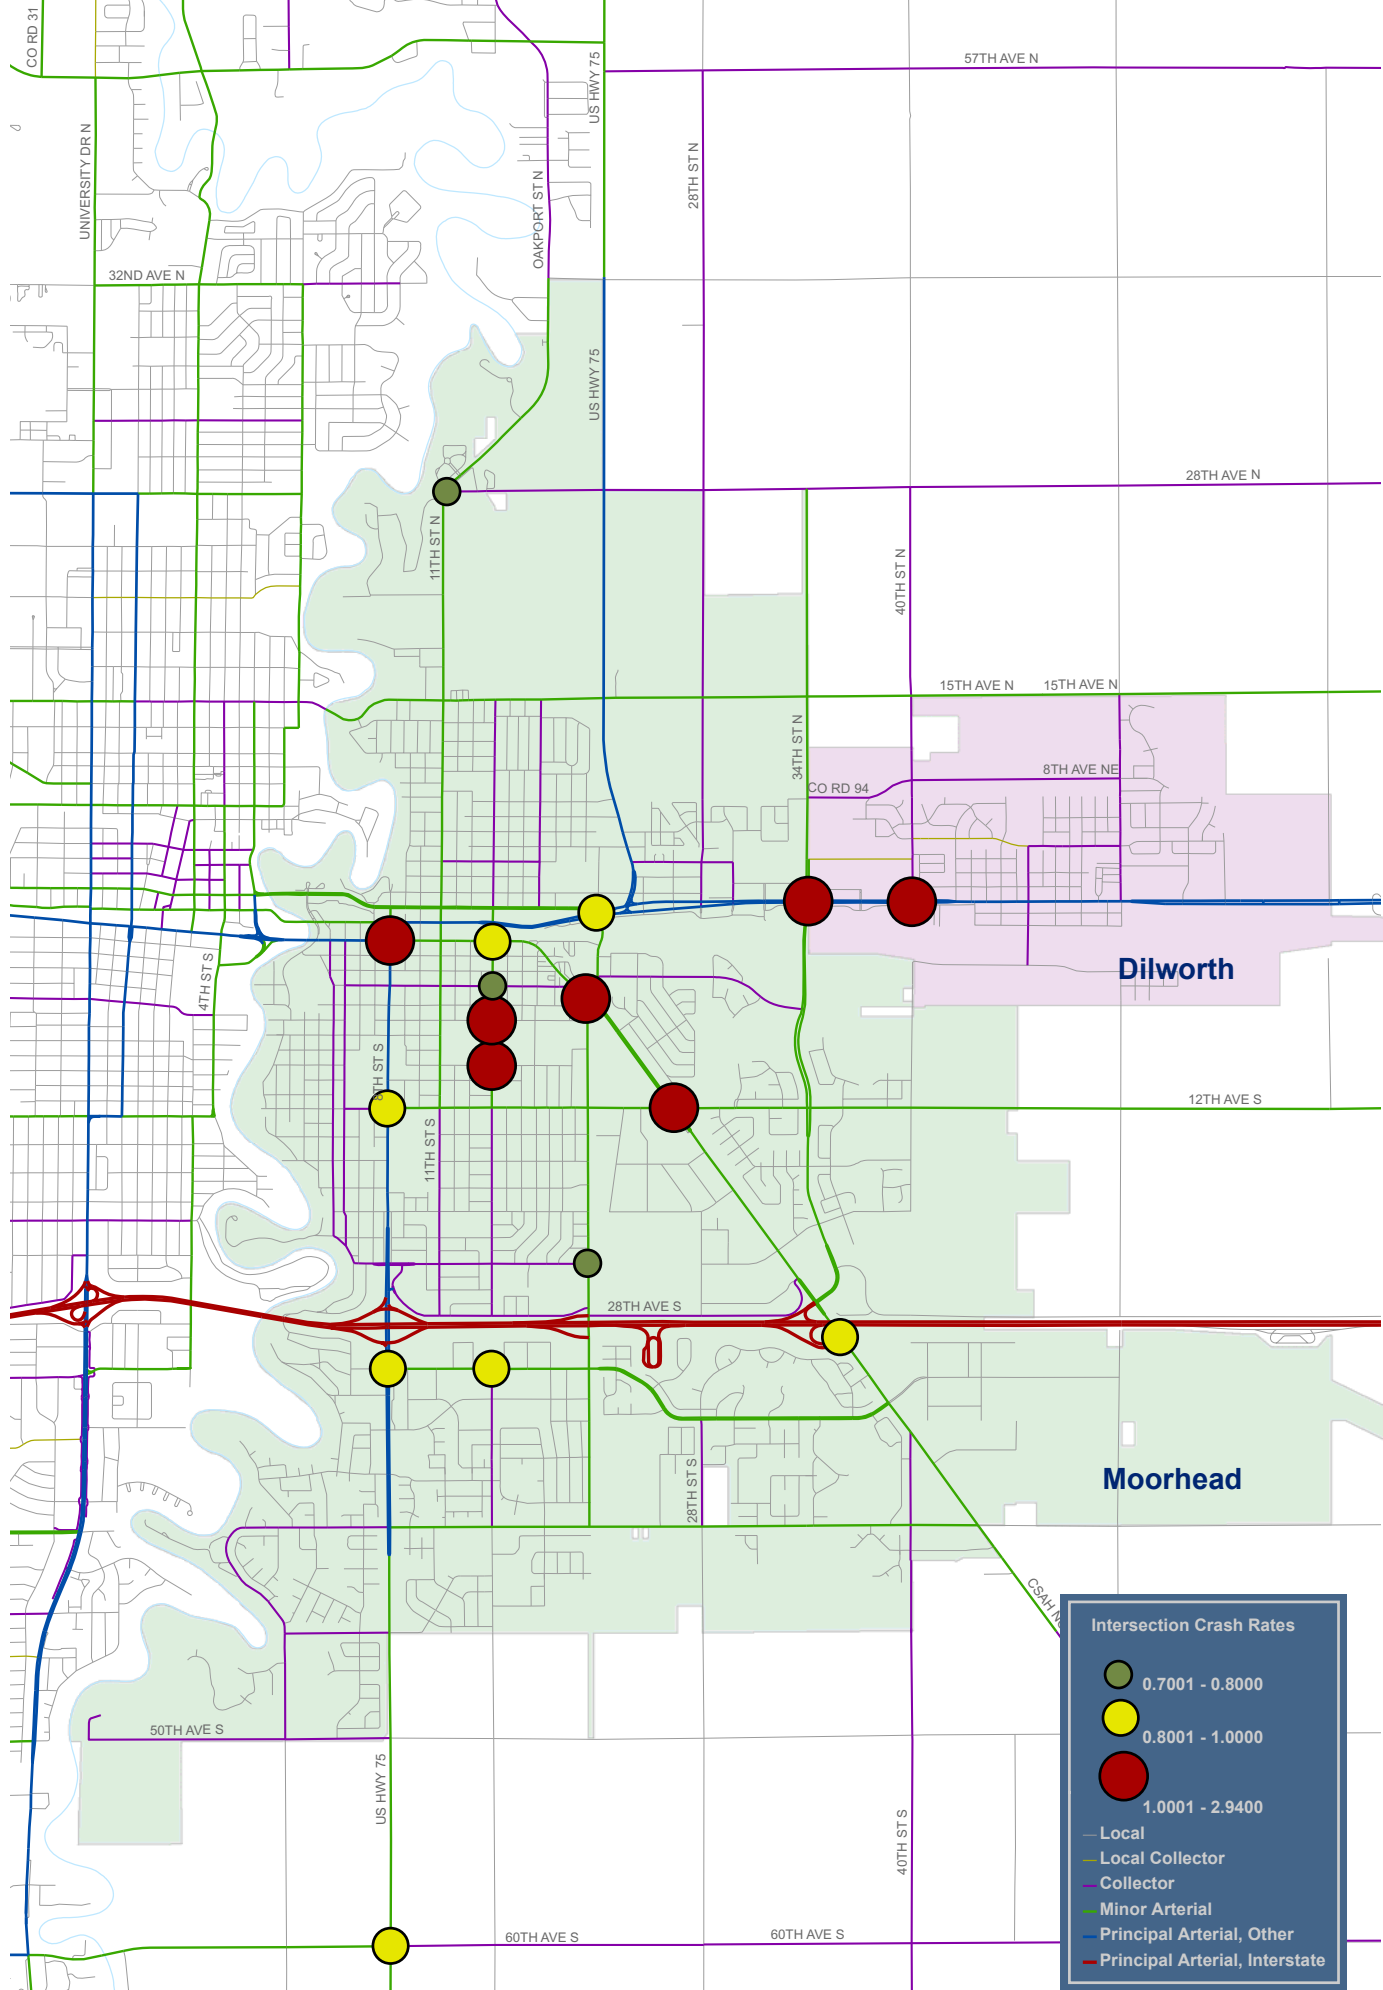 CO RD 31
57TH AVE N
US HWY 75
UNIVERSITY DR N
28TH ST N
OAKPORT ST N
32ND AVE N
US HWY 75
28TH AVE N
11TH ST N
40TH ST N
15TH AVE N
15TH AVE N
34TH ST N
8TH AVE NE
CO RD 94
Dilworth
4TH ST S
8TH ST S
12TH AVE S
11TH ST S
28TH AVE S
28TH ST S
Moorhead
CSAH
50TH AVE S
US HWY 75
40TH ST S
60TH AVE S
60TH AVE S
Intersection Crash Rates
0.7001 - 0.8000
0.8001 - 1.0000
1.0001 - 2.9400
Local
Local Collector
Collector
Minor Arterial
Principal Arterial, Other
Principal Arterial, Interstate